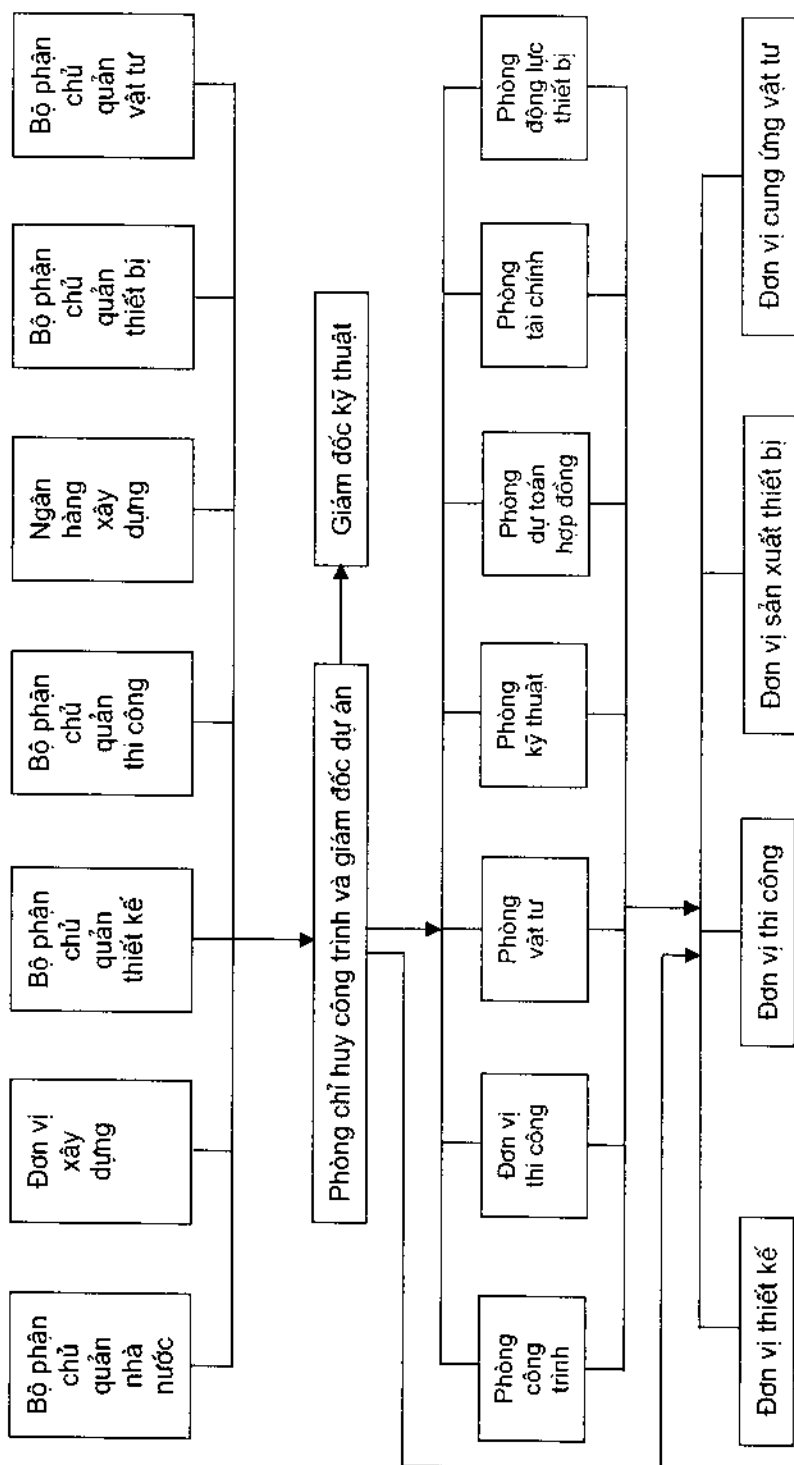 Bộ phận
chủ
quản
nhà
nước
Đơn vị
xây
dựng
Bộ phận
chủ
quản
thiết kế
Bộ phận
chủ
quản
thi công
Ngân
hàng
xây
dựng
Bộ phận
chủ
quản
thiết bị
Bộ phận
chủ
quản
vật tư
Phòng chỉ huy công trình và giám đốc dự án
Giám đốc kỹ thuật
Phòng
công
trình
Đơn vị
thi công
Phòng
vật tư
Phòng
kỹ thuật
Phòng
dự toán
hợp đồng
Phòng
tài chính
Phòng
động lực
thiết bị
Đơn vị thiết kế
Đơn vị thi công
Đơn vị sản xuất thiết bị
Đơn vị cung ứng vật tư